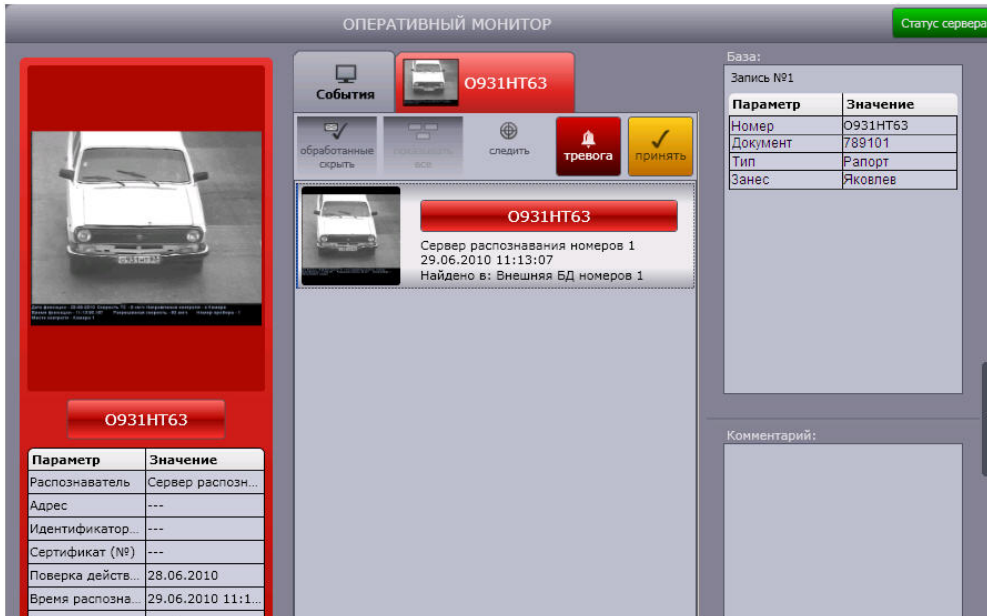 ОПЕРАТИВНЫЙ МОНИТОР
Статус сервера
О931НТ63
Параметр Значение
Распознаватель Сервер распозн...
Адрес ---
Идентификатор... ---
Сертификат (№) ---
Поверка действ... 28.06.2010
Время распозна... 29.06.2010 11:1...
События
О931НТ63
обработанные скрыть
все
следить
тревога
принять
О931НТ63
Сервер распознавания номеров 1
29.06.2010 11:13:07
Найдено в: Внешняя БД номеров 1
База:
Запись №1
Параметр Значение
Номер О931НТ63
Документ 789101
Тип Рапорт
Занес Яковлев
Комментарий: